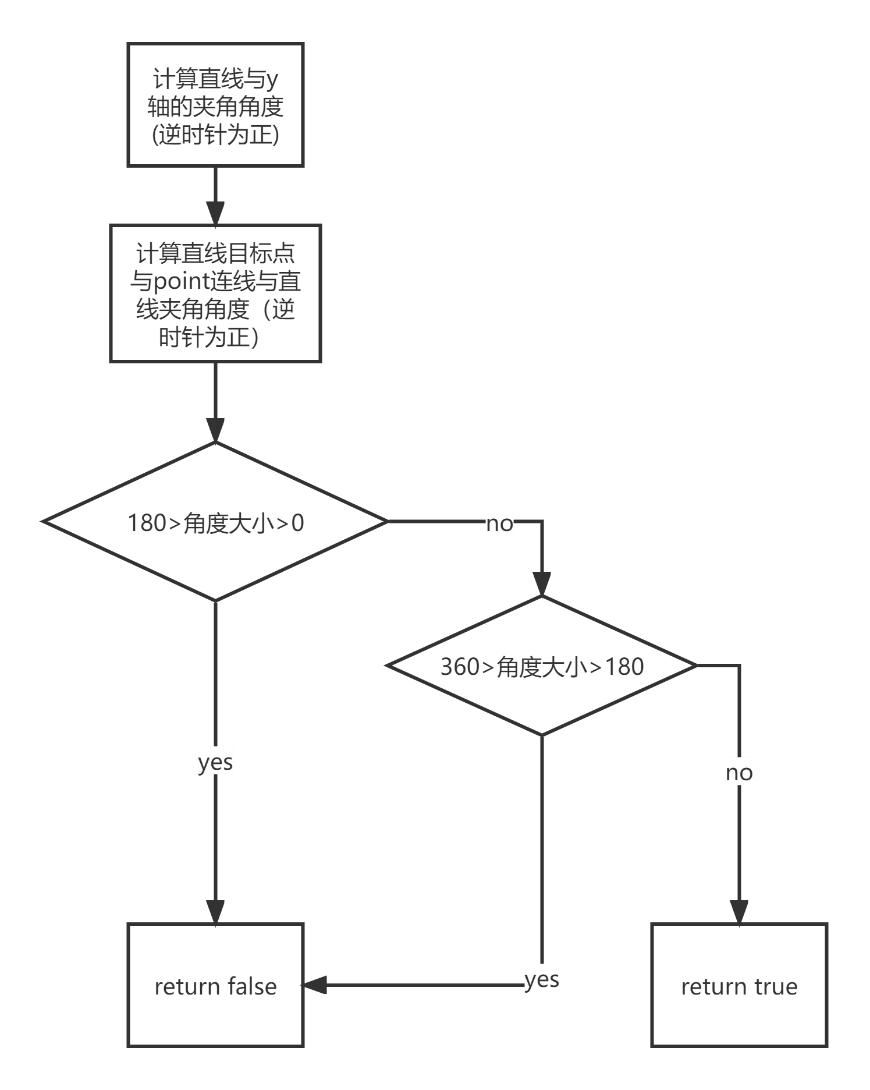 计算直线与y
轴的夹角角度
(逆时针为正)
计算直线目标点
与point连线与直
线夹角角度（逆
时针为正）
180>角度大小>0
no
360>角度大小>180
yes
no
yes
return false
return true